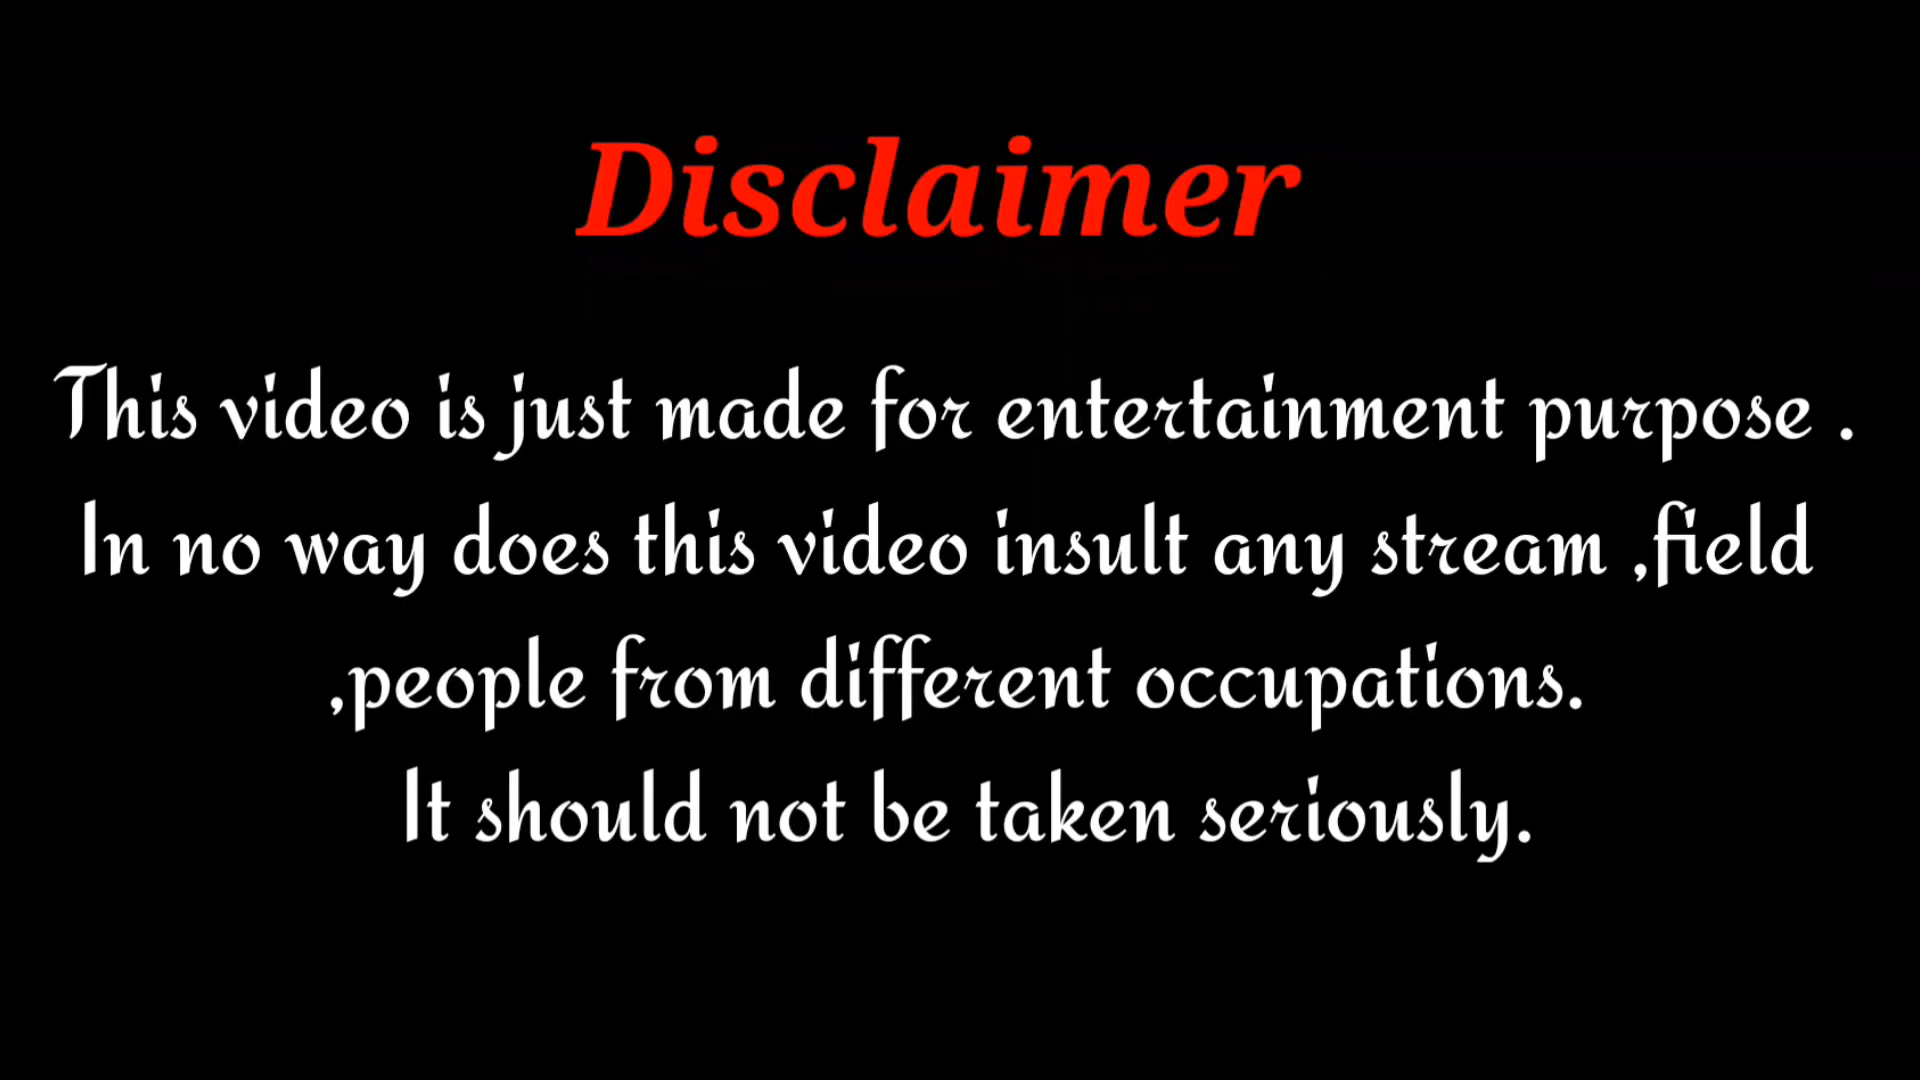 Disclaimer
This video is just made for entertainment purpose .
In no way does this video insult any stream ,field
,people from different occupations.
It should not be taken seriously.